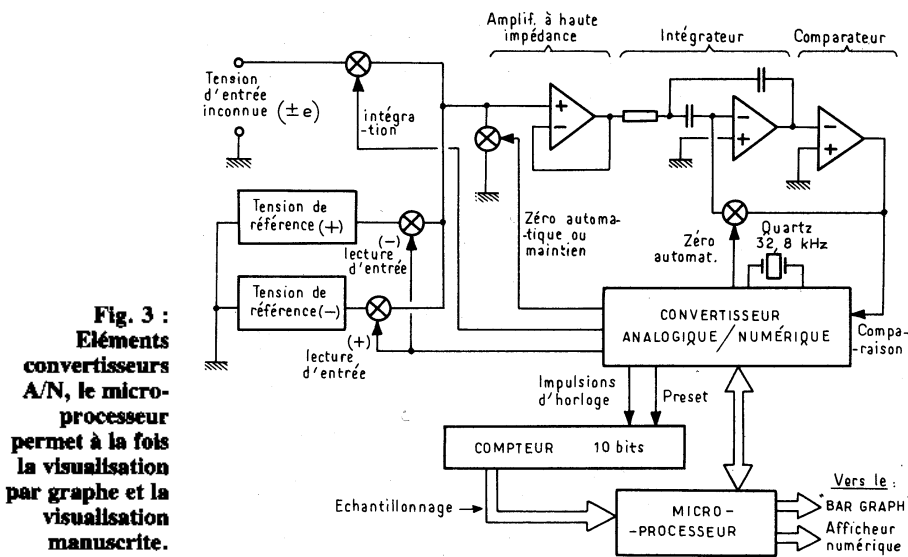 Amplif. à haute
impédance
Intégrateur
Comparateur
Tension
d'entrée
inconnue (±e)
intégra
-tion
+
-
-
+
-
+
Tension de
référence (+)
(-)
lecture
d'entrée
Zéro automa-
-tique ou
maintien
Zéro
automat.
Quartz
32,8 kHz
Tension de
référence (-)
(+)
lecture
d'entrée
CONVERTISSEUR
ANALOGIQUE / NUMÉRIQUE
Compa-
-raison
Impulsions
d'horloge
Preset
COMPTEUR 10 bits
Echantillonnage
MICRO-
-PROCESSEUR
Vers le :
"BAR GRAPH"
Afficheur
numérique
Fig. 3 :
Eléments
convertisseurs
A/N, le micro-
processeur
permet à la fois
la visualisation
par graphe et la
visualisation
manuscrite.